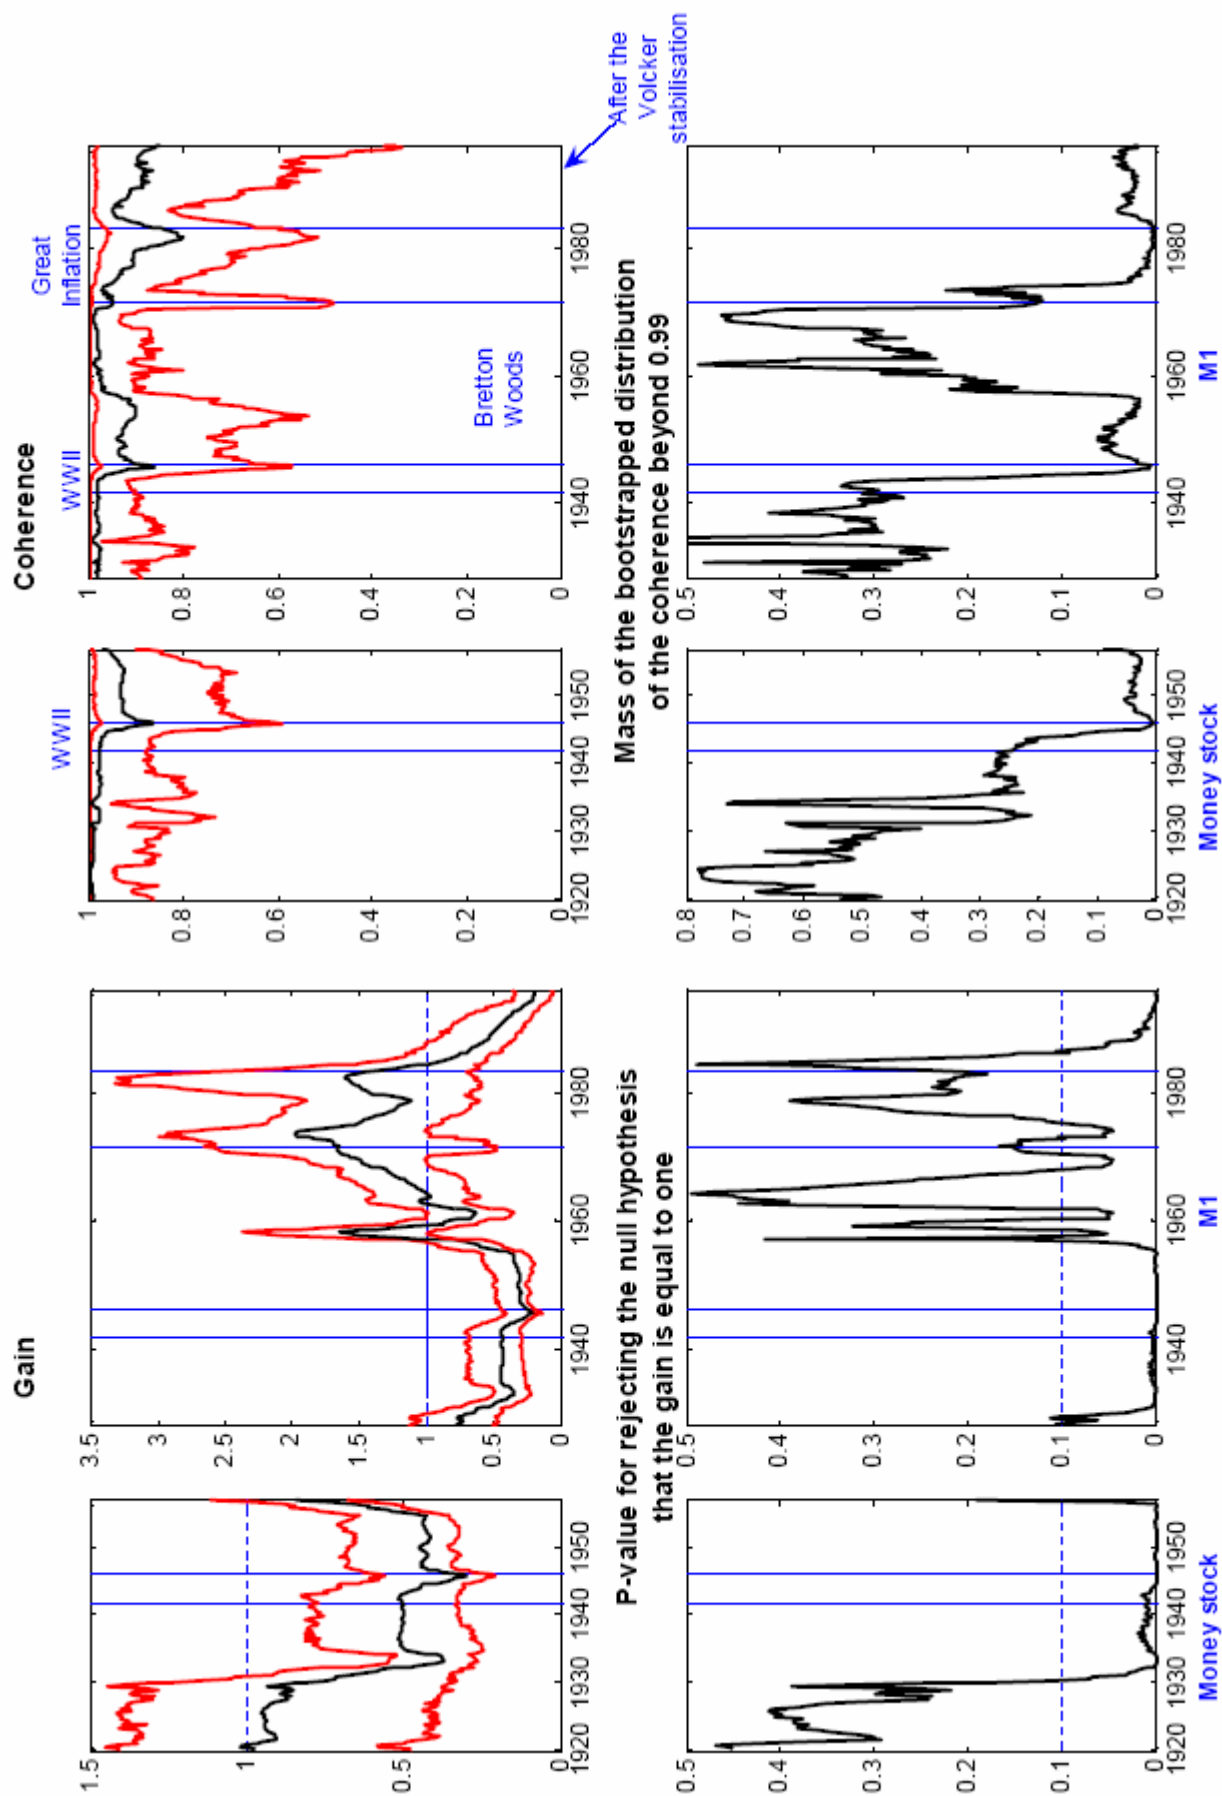 Gain
1.5
1
0.5
0
1920 1930 1940 1950
3.5
3
2.5
2
1.5
1
0.5
0
1940 1960 1980
Coherence
WWII
1
0.8
0.6
0.4
0.2
0
1920 1930 1940 1950
WWII
Great
Inflation
Bretton
Woods
1
0.8
0.6
0.4
0.2
0
1940 1960 1980
After the
Volcker
stabilisation
P-value for rejecting the null hypothesis
that the gain is equal to one
0.5
0.4
0.3
0.2
0.1
0
1920 1930 1940 1950
Money stock
0.5
0.4
0.3
0.2
0.1
0
1940 1960 1980
M1
Mass of the bootstrapped distribution
of the coherence beyond 0.99
0.8
0.7
0.6
0.5
0.4
0.3
0.2
0.1
0
1920 1930 1940 1950
Money stock
0.5
0.4
0.3
0.2
0.1
0
1940 1960 1980
M1